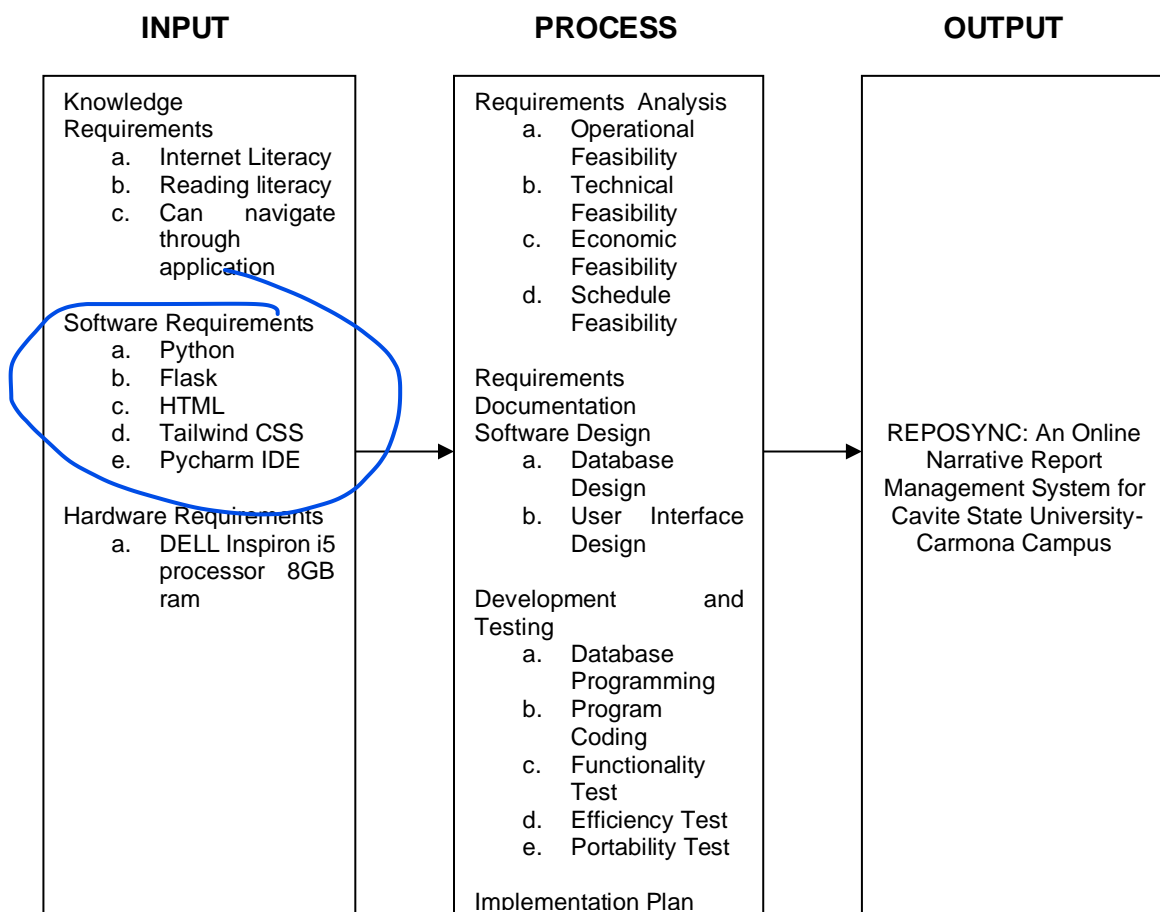 INPUT
PROCESS
OUTPUT
Knowledge
Requirements
a. Internet Literacy
b. Reading literacy
c. Can navigate
through
application
Software Requirements
a. Python
b. Flask
c. HTML
d. Tailwind CSS
e. Pycharm IDE
Hardware Requirements
a. DELL Inspiron i5
processor 8GB
ram
Requirements Analysis
a. Operational
Feasibility
b. Technical
Feasibility
c. Economic
Feasibility
d. Schedule
Feasibility
Requirements
Documentation
Software Design
a. Database
Design
b. User Interface
Design
Development and
Testing
a. Database
Programming
b. Program
Coding
c. Functionality
Test
d. Efficiency Test
e. Portability Test
Implementation Plan
REPOSYNC: An Online
Narrative Report
Management System for
Cavite State University-
Carmona Campus